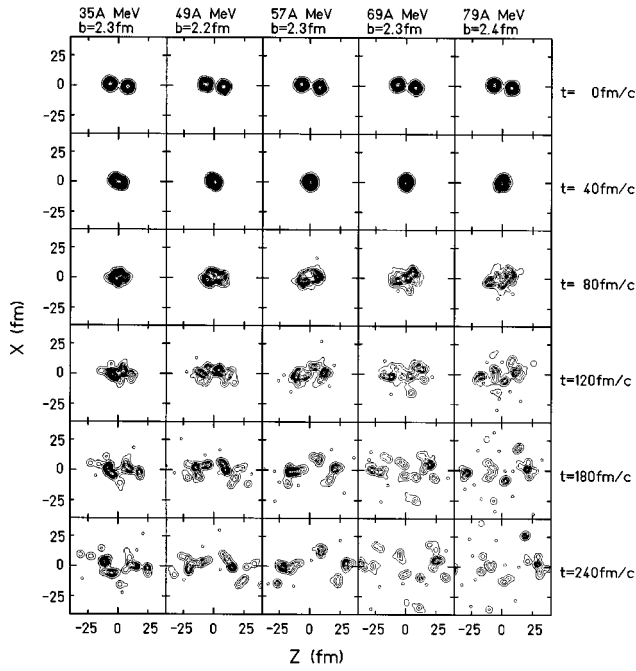 35A MeV 49A MeV 57A MeV 69A MeV 79A MeV
b=2.3fm b=2.2fm b=2.3fm b=2.3fm b=2.4fm
25
0
-25
t= 0fm/c
25
0
-25
t= 40fm/c
25
0
-25
t= 80fm/c
X (fm)
25
0
-25
t=120fm/c
25
0
-25
t=180fm/c
25
0
-25
t=240fm/c
-25 0 25 -25 0 25 -25 0 25 -25 0 25 -25 0 25
Z (fm)